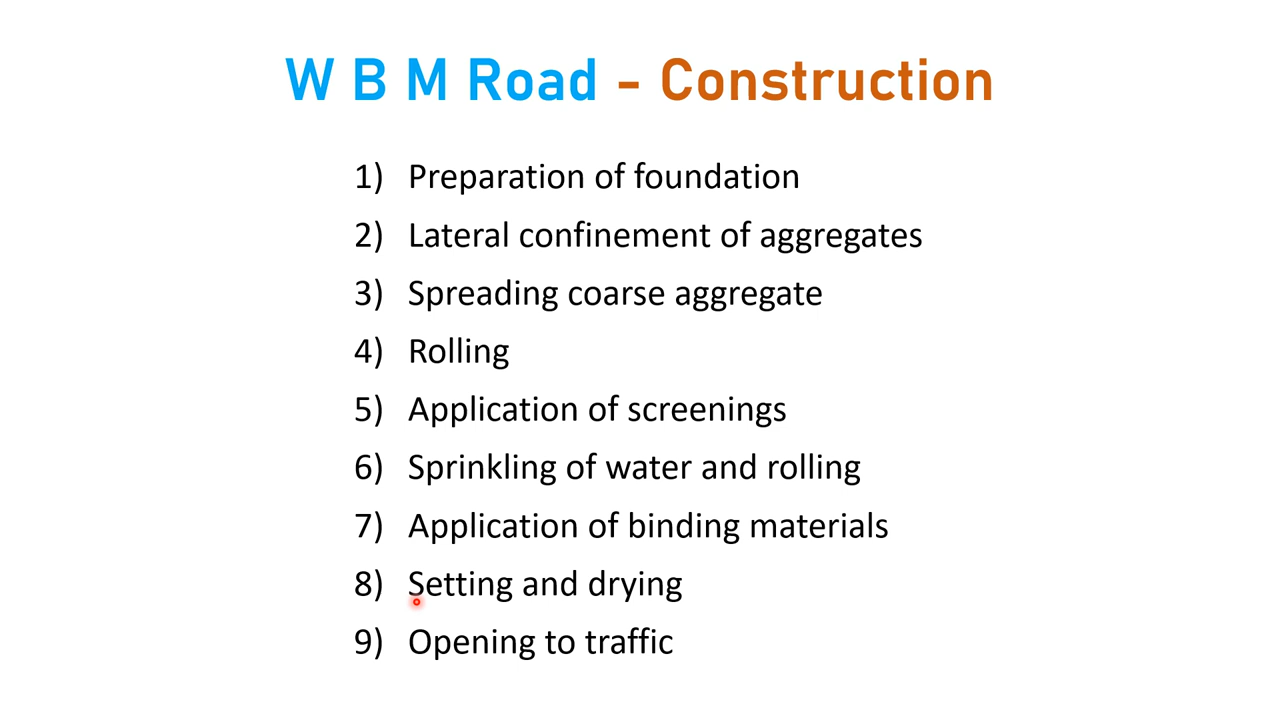 W B M Road - Construction
1) Preparation of foundation
2) Lateral confinement of aggregates
3) Spreading coarse aggregate
4) Rolling
5) Application of screenings
6) Sprinkling of water and rolling
7) Application of binding materials
8) Setting and drying
9) Opening to traffic